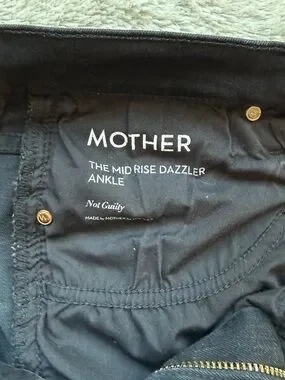 MOTHER
THE MID RISE DAZZLER
ANKLE
Not Guilty
MADE by MOTHER